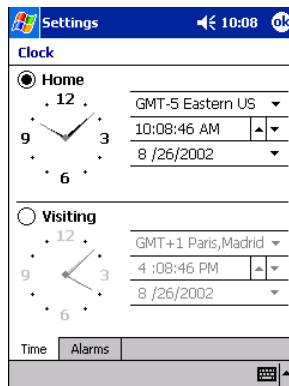 Settings 10:08 ok
Clock
Home
12
9
3
6
GMT-5 Eastern US
10:08:46 AM
8 /26/2002
Visiting
12
9
3
6
GMT+1 Paris,Madrid
4 :08:46 PM
8 /26/2002
Time Alarms